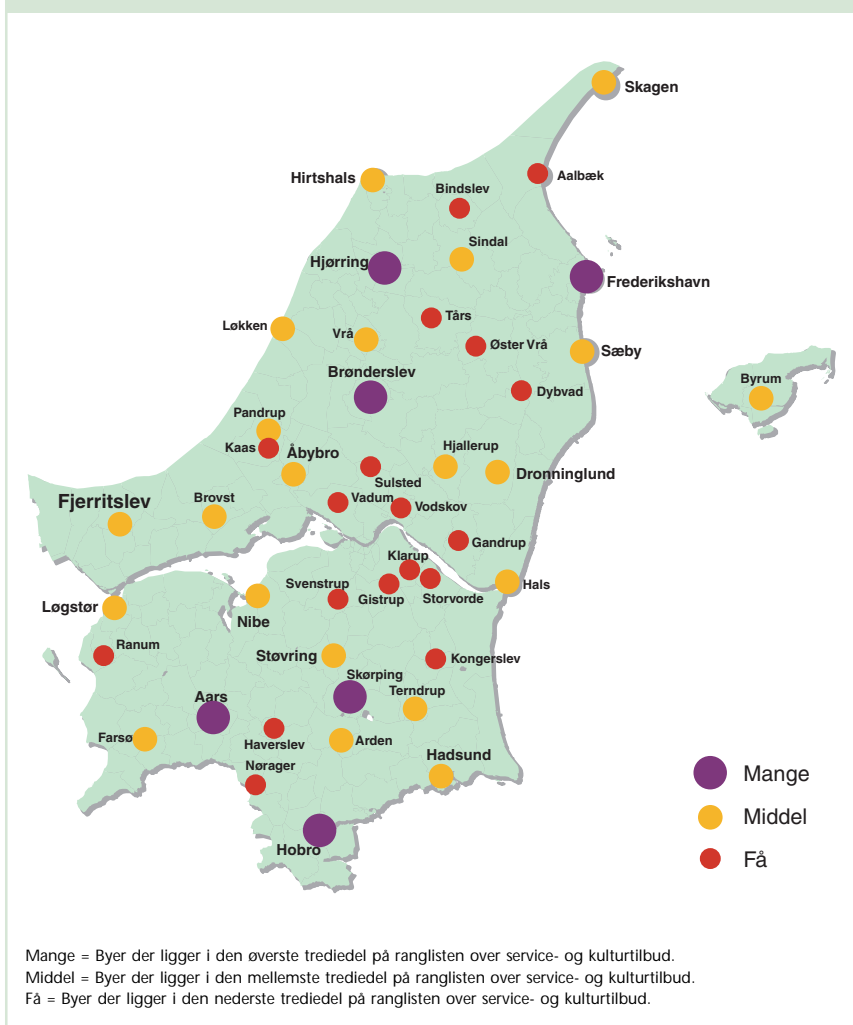 Skagen
Aalbæk
Hirtshals
Bindslev
Sindal
Hjørring
Frederikshavn
Tårs
Løkken
Vrå
Øster Vrå
Sæby
Brønderslev
Byrum
Dybvad
Pandrup
Kaas
Åbybro
Hjallerup
Dronninglund
Sulsted
Fjerritslev
Brovst
Vadum
Vodskov
Gandrup
Klarup
Svenstrup
Gistrup
Storvorde
Hals
Løgstør
Nibe
Ranum
Støvring
Kongerslev
Skørping
Terndrup
Aars
Farsø
Haverslev
Arden
Hadsund
Nørager
Hobro
Mange
Middel
Få
Mange = Byer der ligger i den øverste trediedel på ranglisten over service- og kulturtilbud.
Middel = Byer der ligger i den mellemste trediedel på ranglisten over service- og kulturtilbud.
Få = Byer der ligger i den nederste trediedel på ranglisten over service- og kulturtilbud.